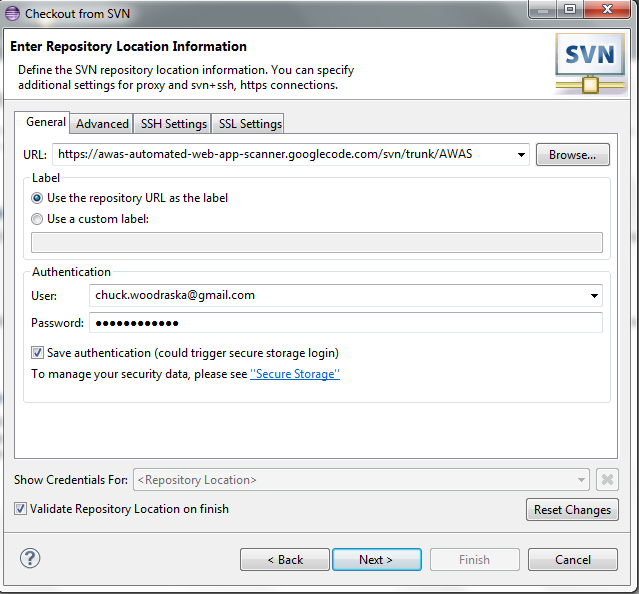 Checkout from SVN
Enter Repository Location Information
Define the SVN repository location information. You can specify
additional settings for proxy and svn+ssh, https connections.
SVN
General Advanced SSH Settings SSL Settings
URL: https://awas-automated-web-app-scanner.googlecode.com/svn/trunk/AWAS Browse...
Label
Use the repository URL as the label
Use a custom label:
Authentication
User: chuck.woodraska@gmail.com
Password: ●●●●●●●●●●●●
Save authentication (could trigger secure storage login)
To manage your security data, please see "Secure Storage"
Show Credentials For: <Repository Location>
Validate Repository Location on finish Reset Changes
? < Back Next > Finish Cancel